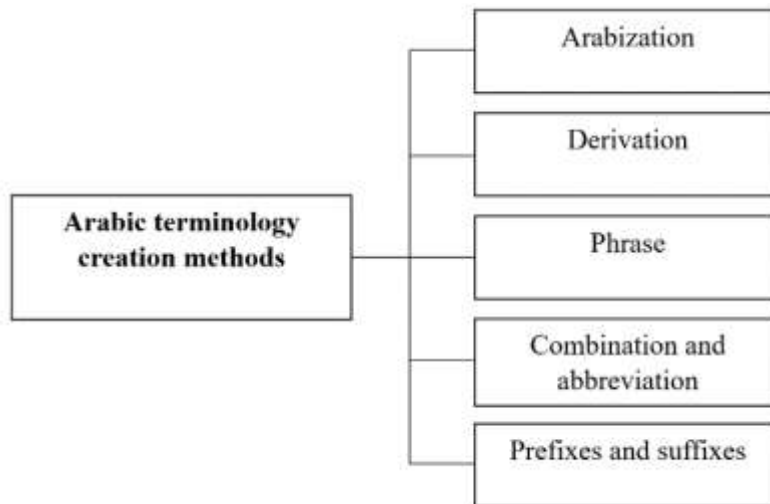 Arabic terminology
creation methods
Arabization
Derivation
Phrase
Combination and
abbreviation
Prefixes and suffixes